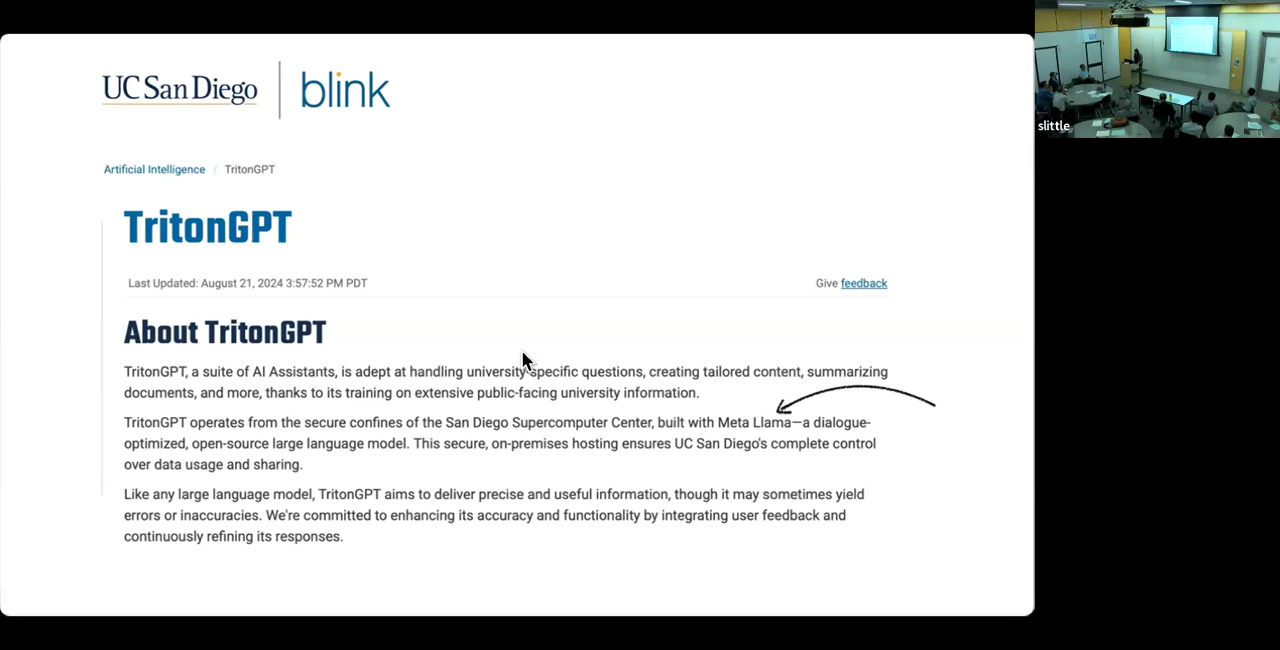 UC San Diego
blink
Artificial Intelligence / TritonGPT
TritonGPT
Last Updated: August 21, 2024 3:57:52 PM PDT
Give feedback
About TritonGPT
TritonGPT, a suite of AI Assistants, is adept at handling university-specific questions, creating tailored content, summarizing
documents, and more, thanks to its training on extensive public-facing university information.
TritonGPT operates from the secure confines of the San Diego Supercomputer Center, built with Meta Llama—a dialogue-
optimized, open-source large language model. This secure, on-premises hosting ensures UC San Diego's complete control
over data usage and sharing.
Like any large language model, TritonGPT aims to deliver precise and useful information, though it may sometimes yield
errors or inaccuracies. We're committed to enhancing its accuracy and functionality by integrating user feedback and
continuously refining its responses.
slittle